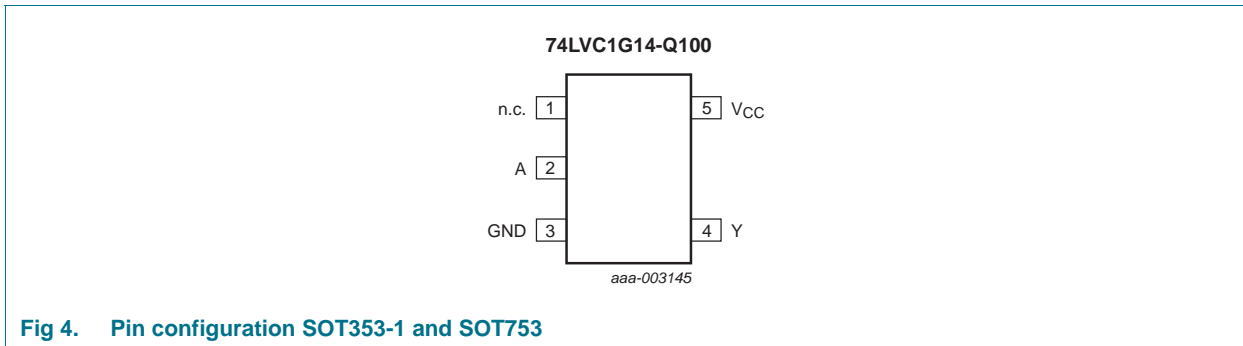 74LVC1G14-Q100
n.c. 1
5 VCC
A 2
GND 3
4 Y
aaa-003145
Fig 4. Pin configuration SOT353-1 and SOT753